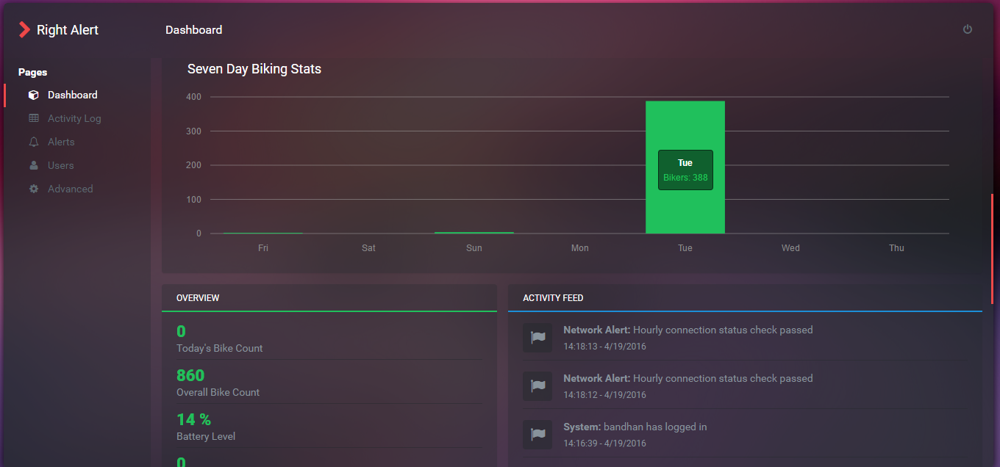 Right Alert
Dashboard
Pages
Dashboard
Activity Log
Alerts
Users
Advanced
Seven Day Biking Stats
400
300
200
100
0
Tue
Bikers: 388
Fri Sat Sun Mon Tue Wed Thu
OVERVIEW
0
Today's Bike Count
860
Overall Bike Count
14 %
Battery Level
0
ACTIVITY FEED
Network Alert: Hourly connection status check passed
14:18:13 - 4/19/2016
Network Alert: Hourly connection status check passed
14:18:12 - 4/19/2016
System: bandhan has logged in
14:16:39 - 4/19/2016